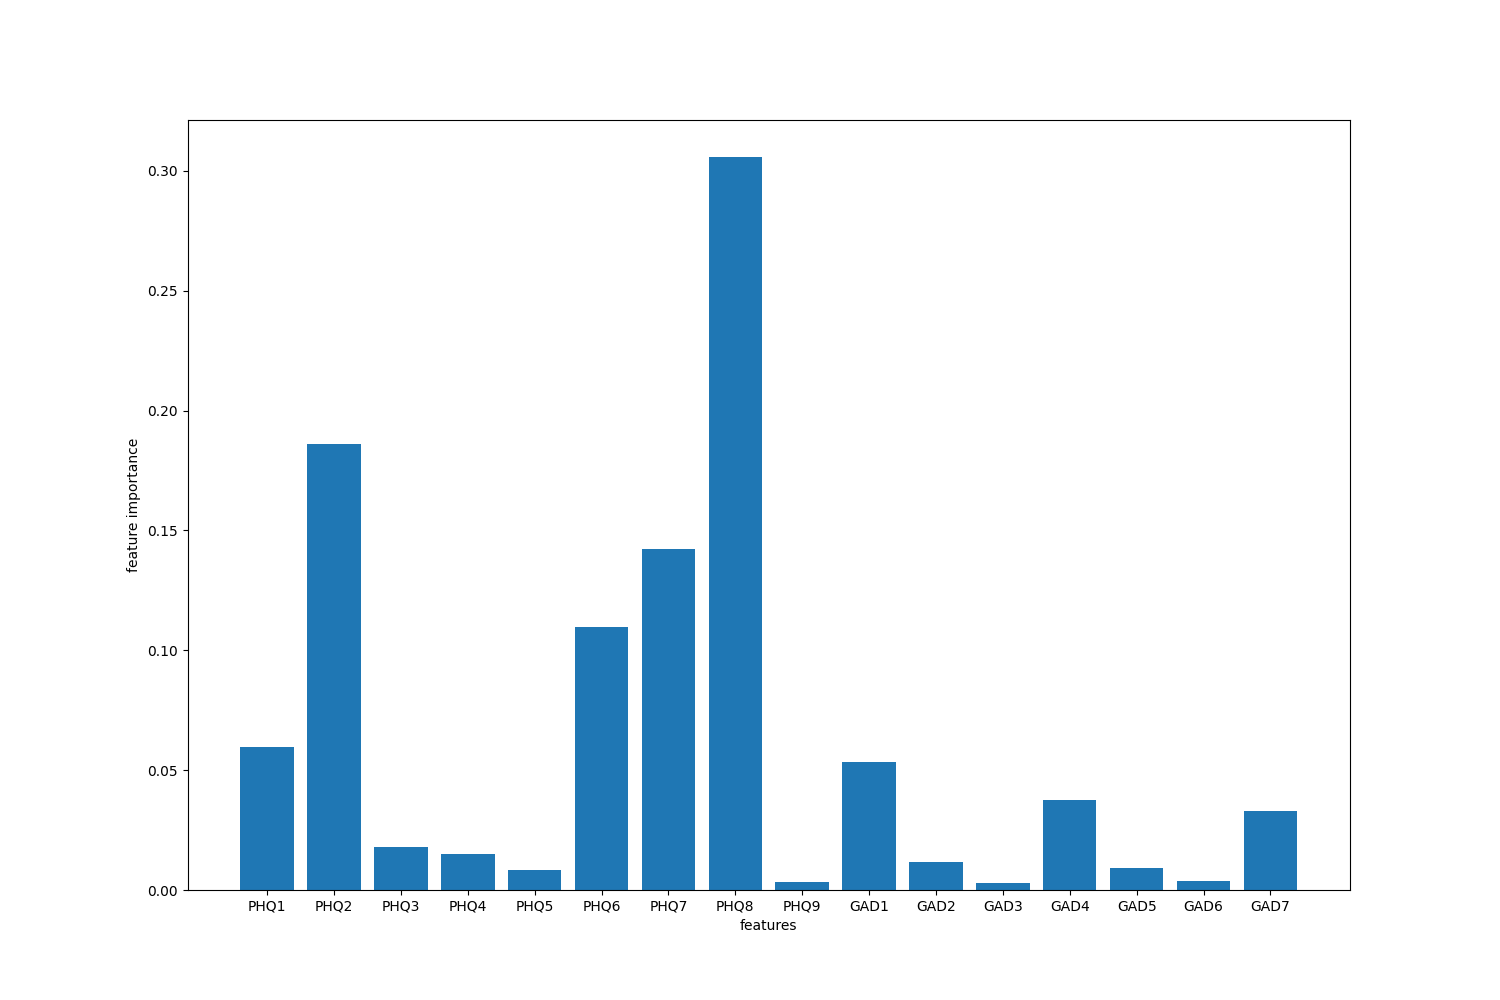 feature importance
0.30
0.25
0.20
0.15
0.10
0.05
0.00
PHQ1 PHQ2 PHQ3 PHQ4 PHQ5 PHQ6 PHQ7 PHQ8 PHQ9 GAD1 GAD2 GAD3 GAD4 GAD5 GAD6 GAD7
features